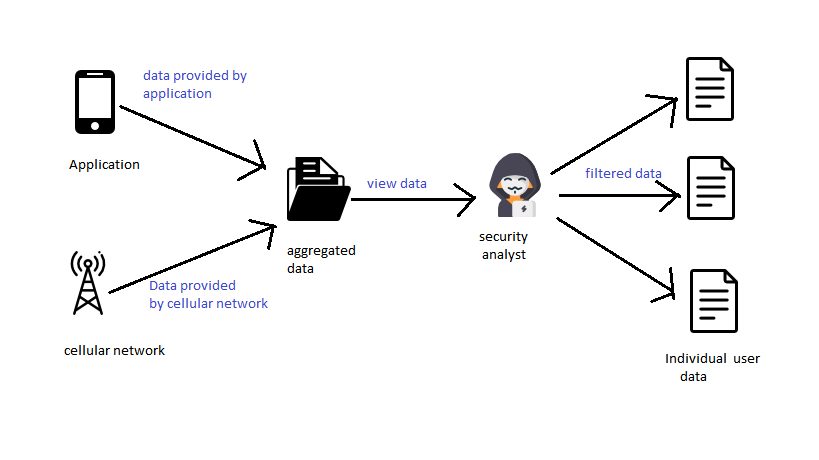 data provided by
application
Application
view data
filtered data
security
analyst
aggregated
data
Data provided
by cellular network
cellular network
Individual user
data